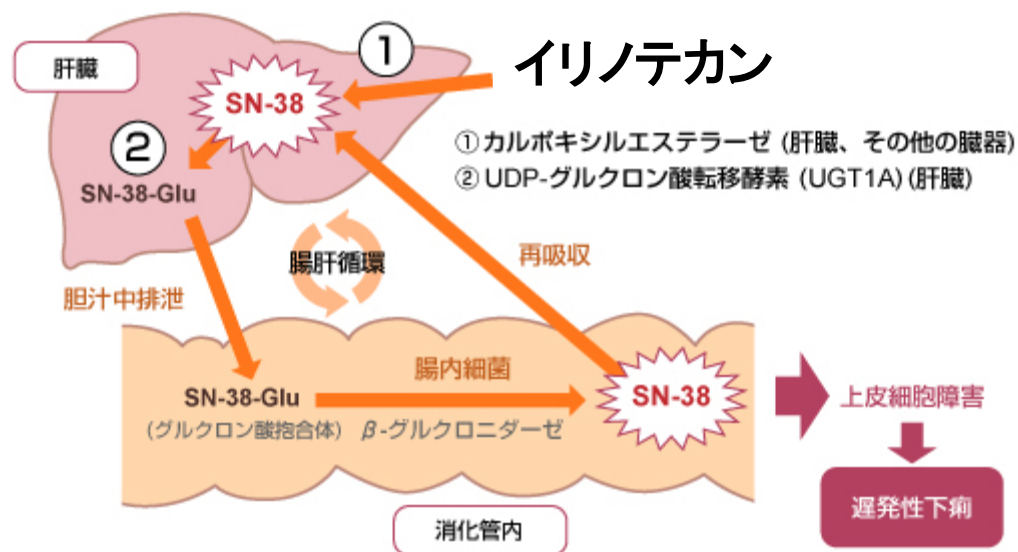 肝臓
①
イリノテカン
SN-38
②
SN-38-Glu
① カルボキシルエステラーゼ (肝臓、その他の臓器)
② UDP-グルクロン酸転移酵素 (UGT1A) (肝臓)
腸肝循環
再吸収
胆汁中排泄
腸内細菌
SN-38-Glu
SN-38
(グルクロン酸抱合体)
β-グルクロニダーゼ
上皮細胞障害
遅発性下痢
消化管内